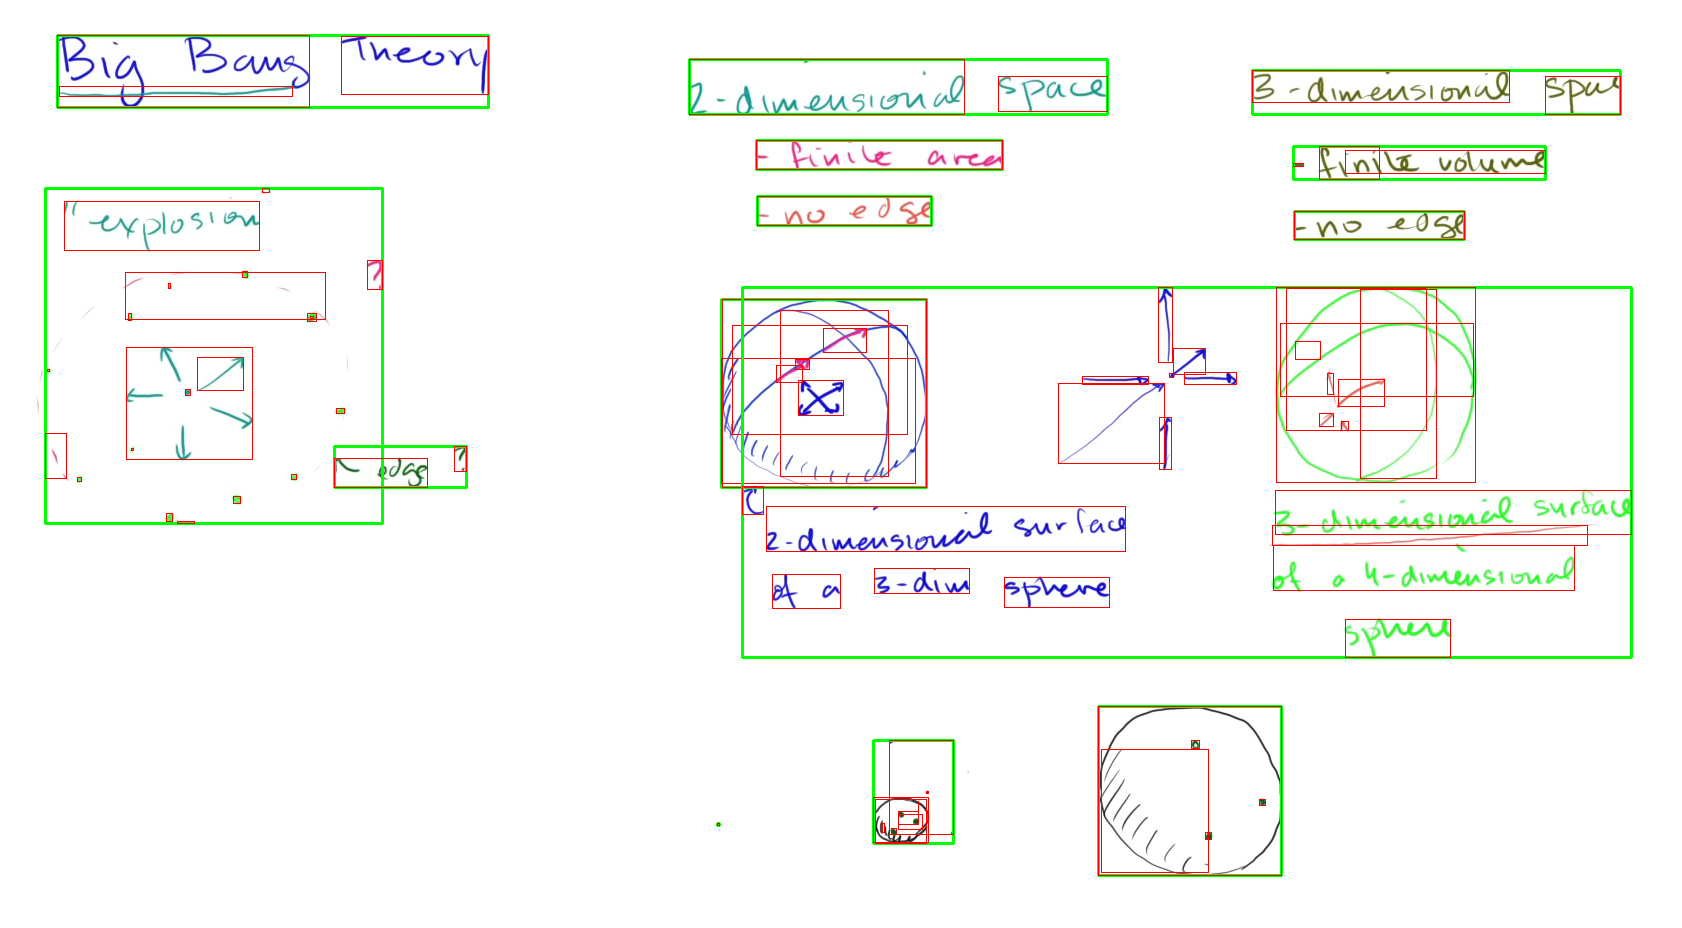 Big Bang Theory
"explosion
?
edge ?
2-dimensional space
- finite area
- no edge
3-dimensional spac
- finite volume
- no edge
2-dimensional surface
of a 3-dim sphere
3-dimensional surface
of a 4-dimensional
sphere